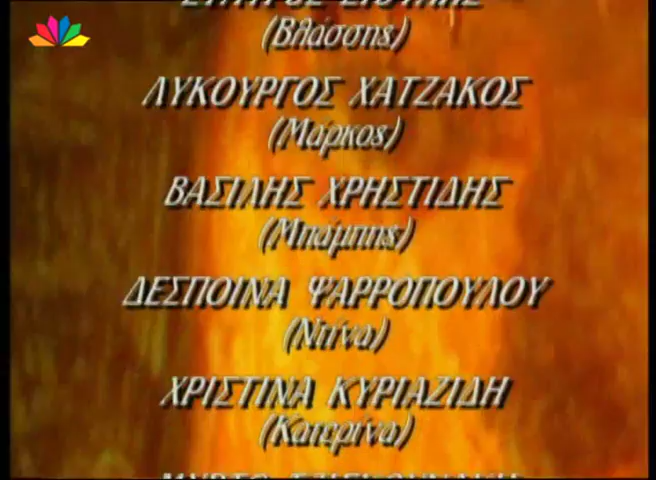 (Βλάσσης)
ΛΥΚΟΥΡΓΟΣ ΧΑΤΖΑΚΟΣ
(Μάρκος)
ΒΑΣΙΛΗΣ ΧΡΗΣΤΙΔΗΣ
(Μπάμπης)
ΔΕΣΠΟΙΝΑ ΨΑΡΡΟΠΟΥΛΟΥ
(Ντίνα)
ΧΡΙΣΤΙΝΑ ΚΥΡΙΑΖΙΔΗ
(Κατερίνα)